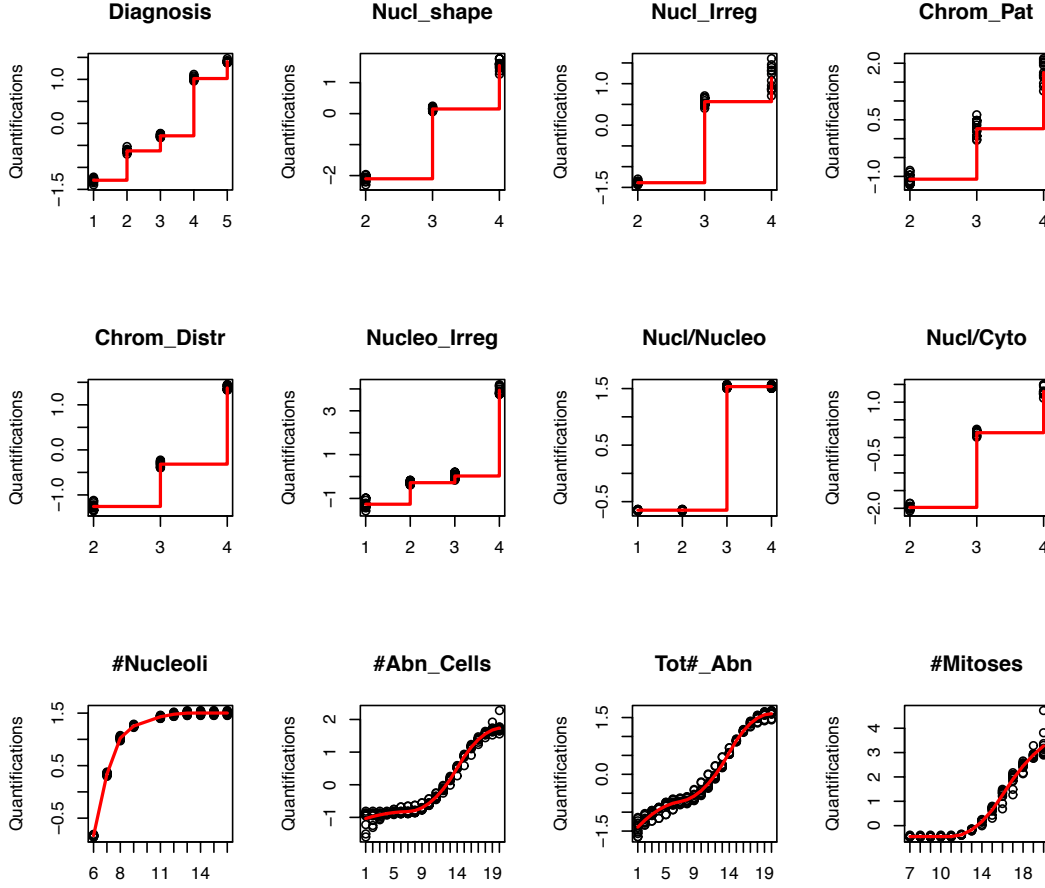 Diagnosis
Nucl_shape
Nucl_Irreg
Chrom_Pat
Quantifications
−1.5 0.0 1.0
1 2 3 4 5
Quantifications
−2 0 1
2 3 4
Quantifications
−1.5 0.0 1.0
2 3 4
Quantifications
−1.0 0.5 2.0
2 3 4
Chrom_Distr
Nucleo_Irreg
Nucl/Nucleo
Nucl/Cyto
Quantifications
−1.0 0.0 1.0
2 3 4
Quantifications
−1 1 3
1 2 3 4
Quantifications
−0.5 0.5 1.5
1 2 3 4
Quantifications
−2.0 −0.5 1.0
2 3 4
#Nucleoli
#Abn_Cells
Tot#_Abn
#Mitoses
Quantifications
−0.5 0.5 1.5
6 8 11 14
Quantifications
−1 0 1 2
1 5 9 14 19
Quantifications
−1.5 0.0 1.5
1 5 9 14 19
Quantifications
0 2 3 4
7 10 14 18